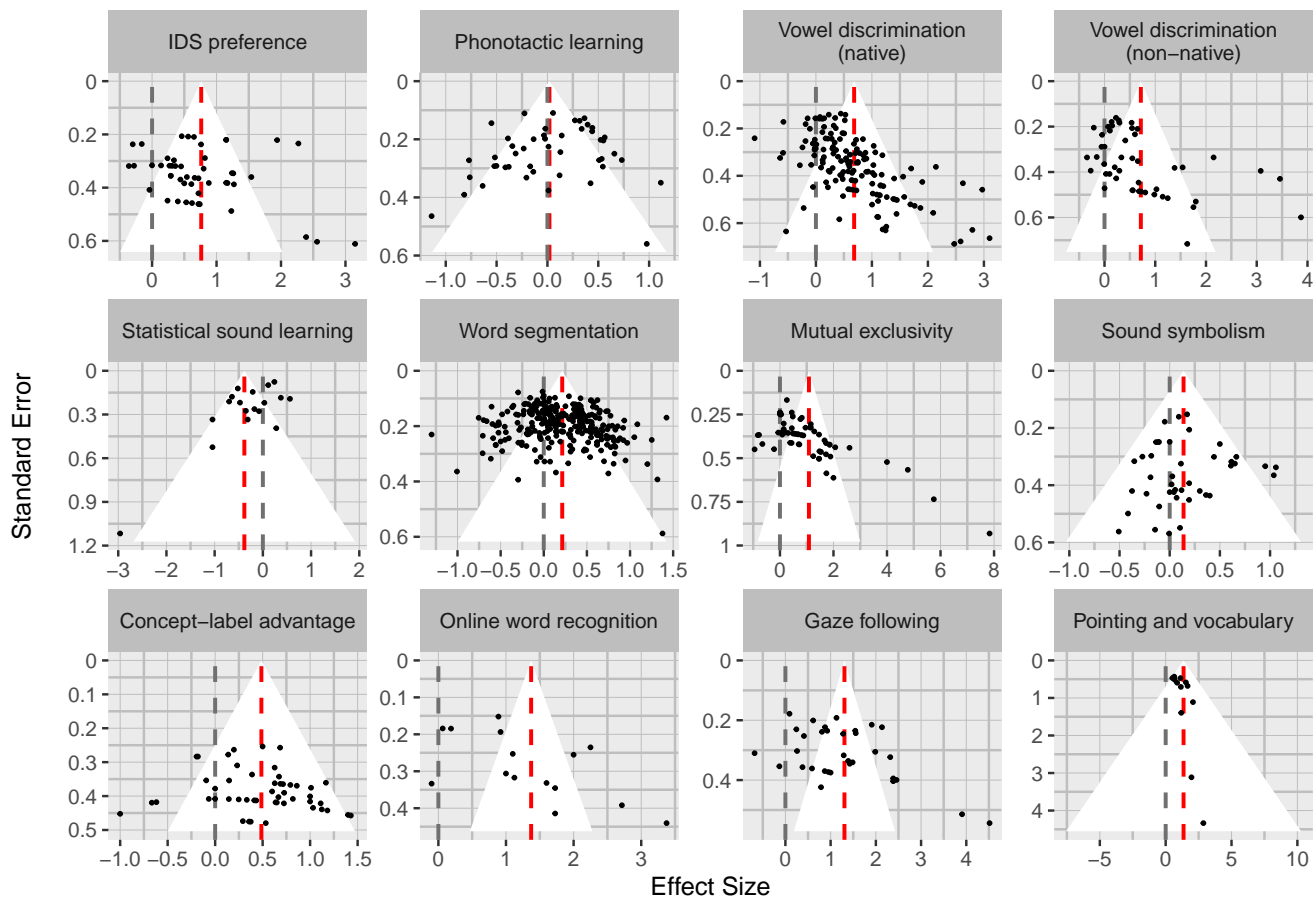 IDS preference
Phonotactic learning
Vowel discrimination
(native)
Vowel discrimination
(non−native)
0
0.2
0.4
0.6
0 1 2 3
0
0.2
0.4
0.6
−1.0 −0.5 0.0 0.5 1.0
0
0.2
0.4
0.6
−1 0 1 2 3
0
0.2
0.4
0.6
0 1 2 3 4
Statistical sound learning
Word segmentation
Mutual exclusivity
Sound symbolism
0
0.3
0.6
0.9
1.2
−3 −2 −1 0 1 2
0
0.2
0.4
0.6
−1.0 −0.5 0.0 0.5 1.0 1.5
0
0.25
0.5
0.75
1
0 2 4 6 8
0
0.2
0.4
0.6
−1.0 −0.5 0.0 0.5 1.0
Concept−label advantage
Online word recognition
Gaze following
Pointing and vocabulary
0
0.1
0.2
0.3
0.4
0.5
−1.0 −0.5 0.0 0.5 1.0 1.5
0
0.1
0.2
0.3
0.4
0 1 2 3
0
0.2
0.4
0 1 2 3 4
0
1
2
3
4
−5 0 5 10
Standard Error
Effect Size